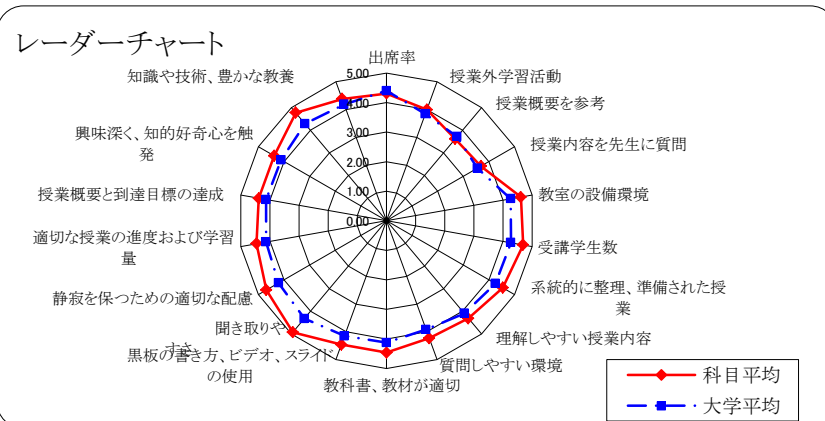 レーダーチャート
出席率
授業外学習活動
授業概要を参考
授業内容を先生に質問
教室の設備環境
受講学生数
系統的に整理、準備された授
業
理解しやすい授業内容
質問しやすい環境
教科書、教材が適切
黒板の書き方、ビデオ、スライド
の使用
聞き取りや
すさ
静寂を保つための適切な配慮
適切な授業の進度および学習
量
授業概要と到達目標の達成
興味深く、知的好奇心を触
発
知識や技術、豊かな教養
5.00
4.00
3.00
2.00
1.00
0.00
科目平均
大学平均